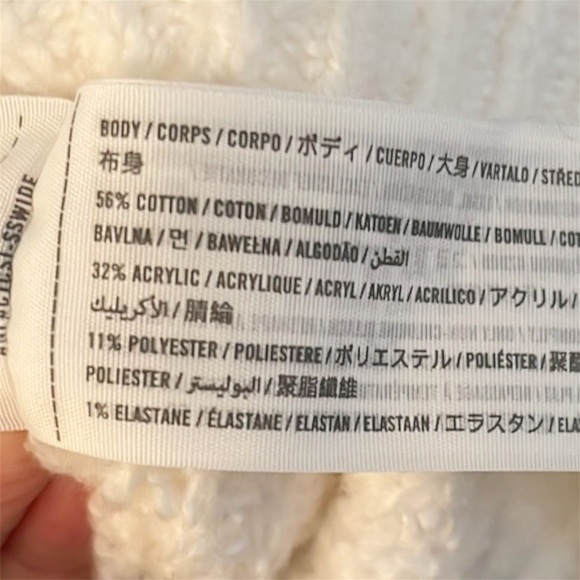 BODY / CORPS / CORPO / ボディ / CUERPO / 大身 / VARTALO / STŘED
布身
56% COTTON / COTON / BOMULD / KATOEN / BAUMWOLLE / BOMULL / COT
BAVLNA / 면 / BAWEŁNA / ALGODÃO / القطن
32% ACRYLIC / ACRYLIQUE / ACRYL / AKRYL / ACRILICO / アクリル /
الأكريليك / 腈綸
11% POLYESTER / POLIESTERE / ポリエステル / POLIÉSTER / 聚酯
POLIESTER / البوليستر / 聚脂纖維
1% ELASTANE / ÉLASTANE / ELASTAN / ELASTAAN / エラスタン / ELA